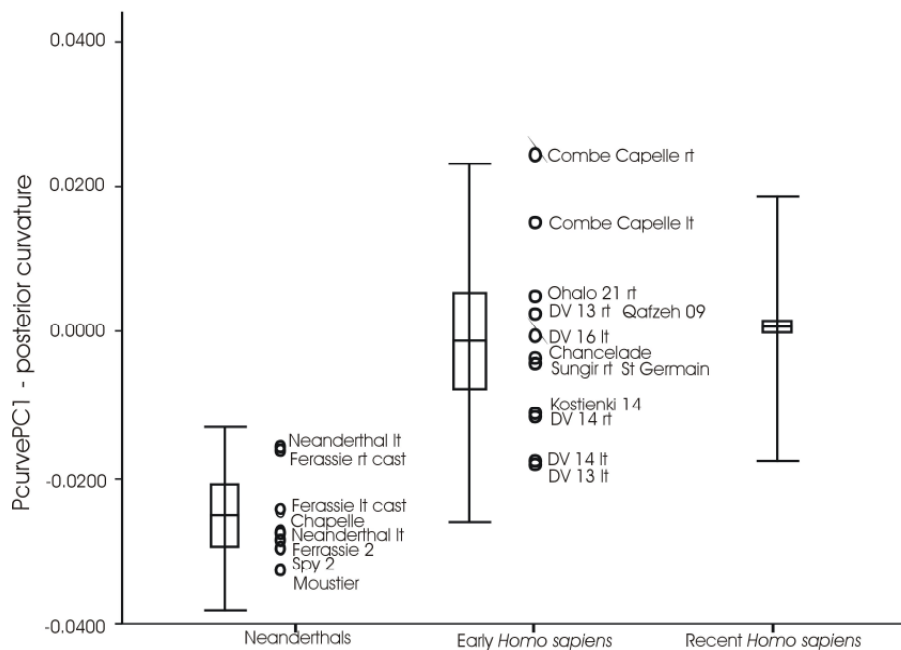 0.0400
0.0200
0.0000
-0.0200
-0.0400
PcurvePC1 - posterior curvature
Neanderthal lt
Ferassie rt cast
Ferassie lt cast
Chapelle
Neanderthal lt
Ferrassie 2
Spy 2
Moustier
Combe Capelle rt
Combe Capelle lt
Ohalo 21 rt
DV 13 rt Qafzeh 09
DV 16 lt
Chancelade
Sungir rt St Germain
Kostienki 14
DV 14 rt
DV 14 lt
DV 13 lt
Neanderthals
Early Homo sapiens
Recent Homo sapiens